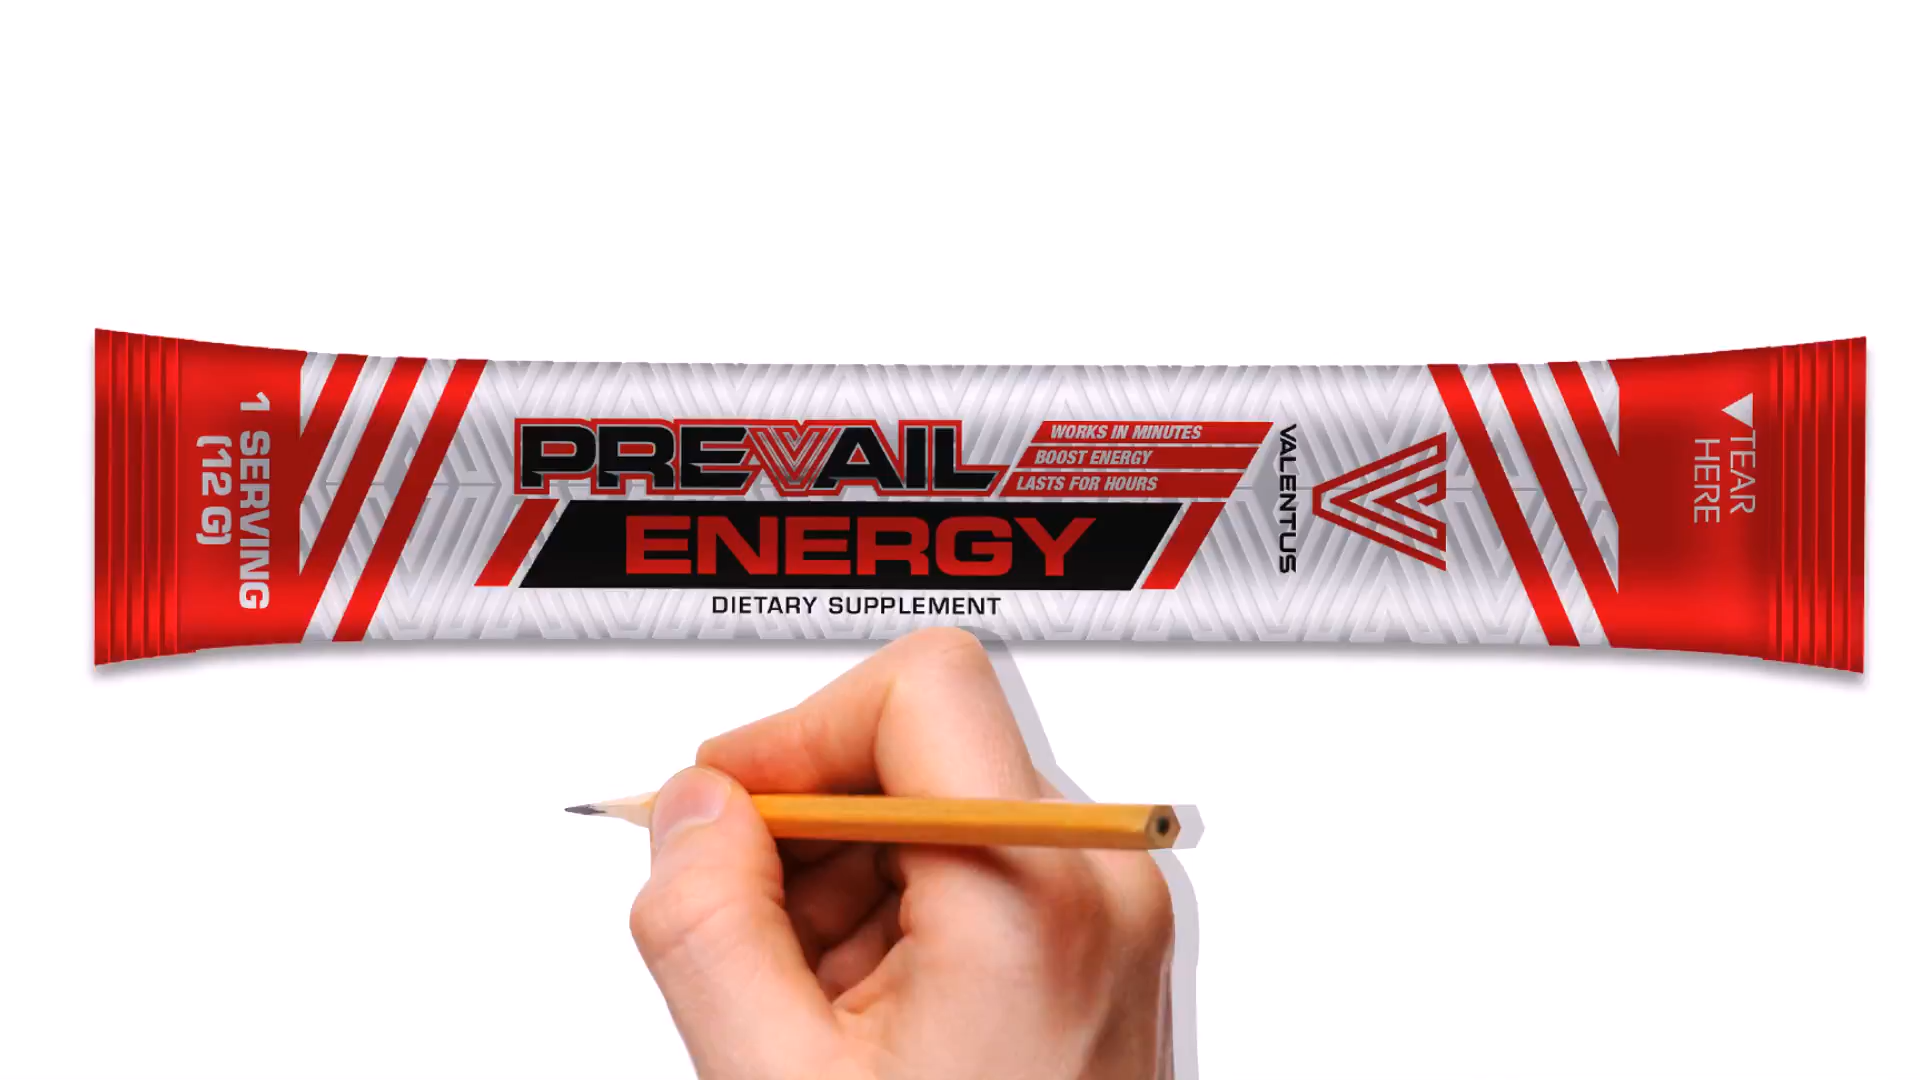 1 SERVING
(12 G)
PREVAIL
ENERGY
DIETARY SUPPLEMENT
WORKS IN MINUTES
BOOST ENERGY
LASTS FOR HOURS
VALENTUS
TEAR
HERE